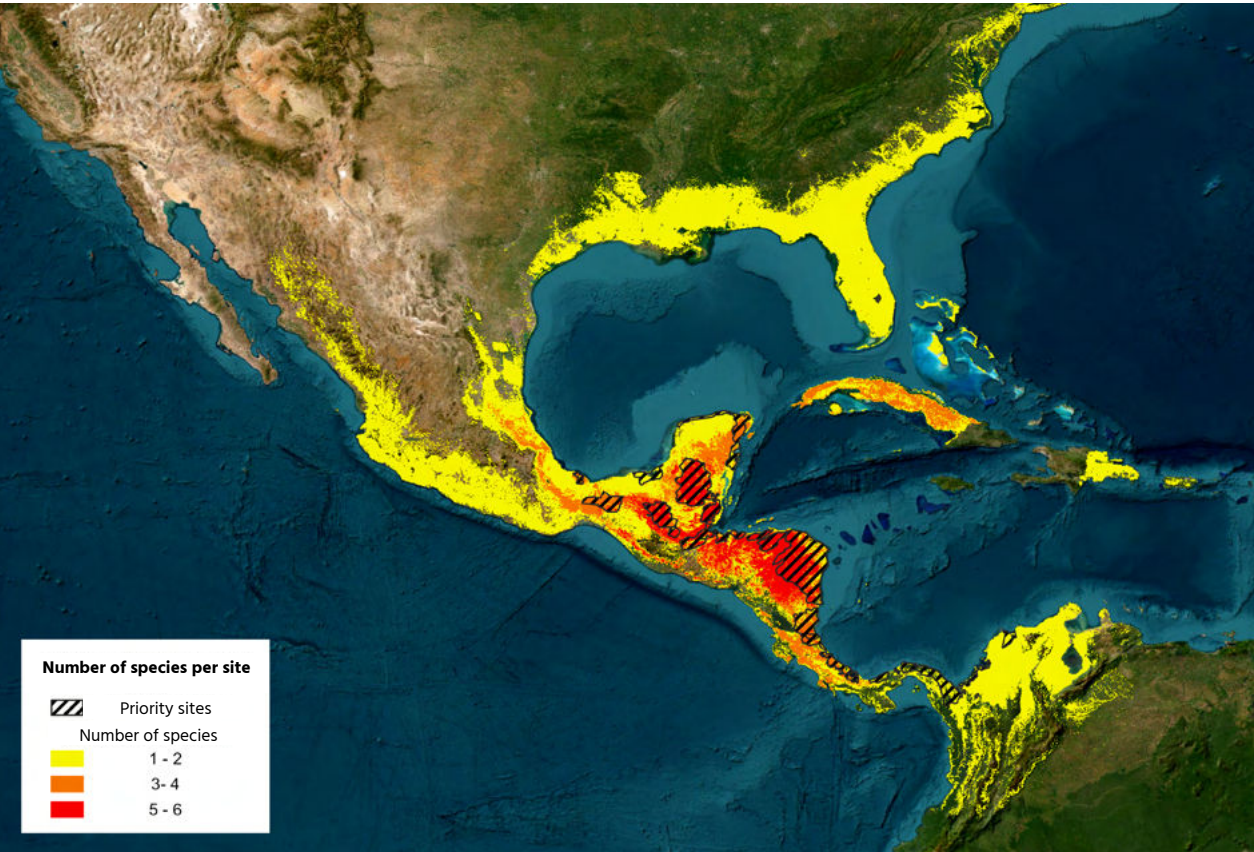 Number of species per site
Priority sites
Number of species
1 - 2
3- 4
5 - 6